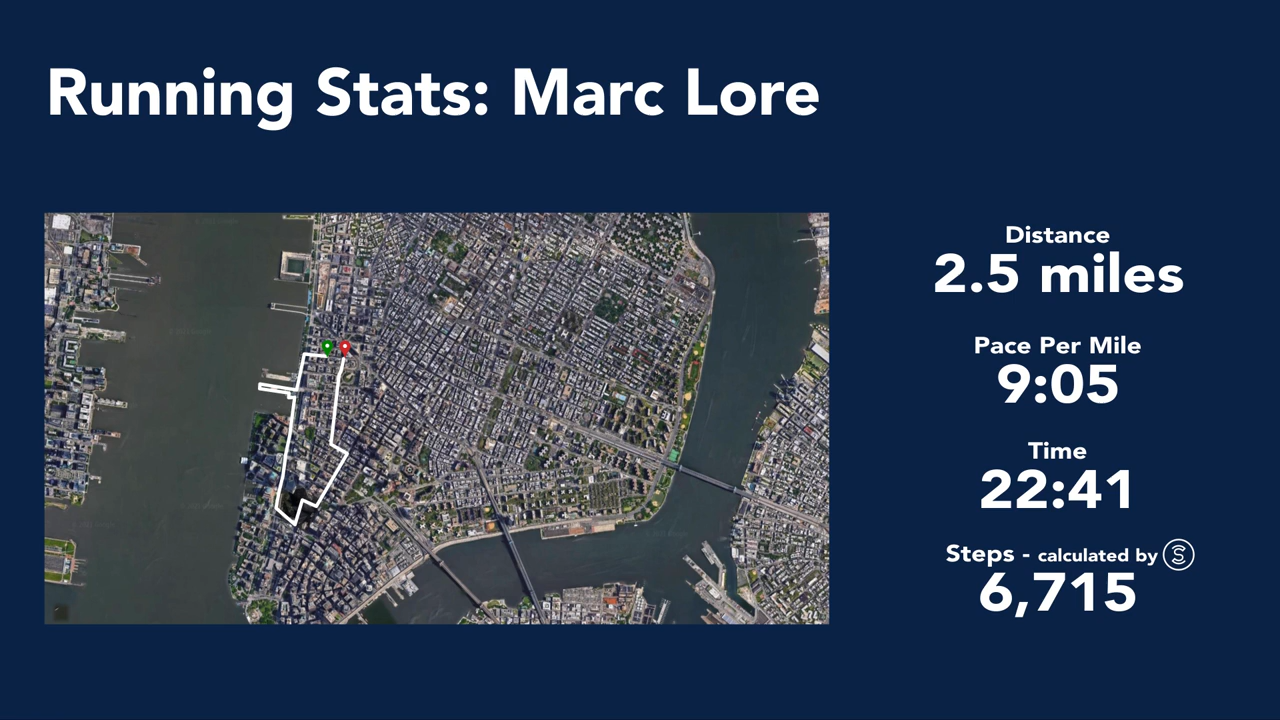 Running Stats: Marc Lore
Distance
2.5 miles
Pace Per Mile
9:05
Time
22:41
Steps - calculated by S
6,715